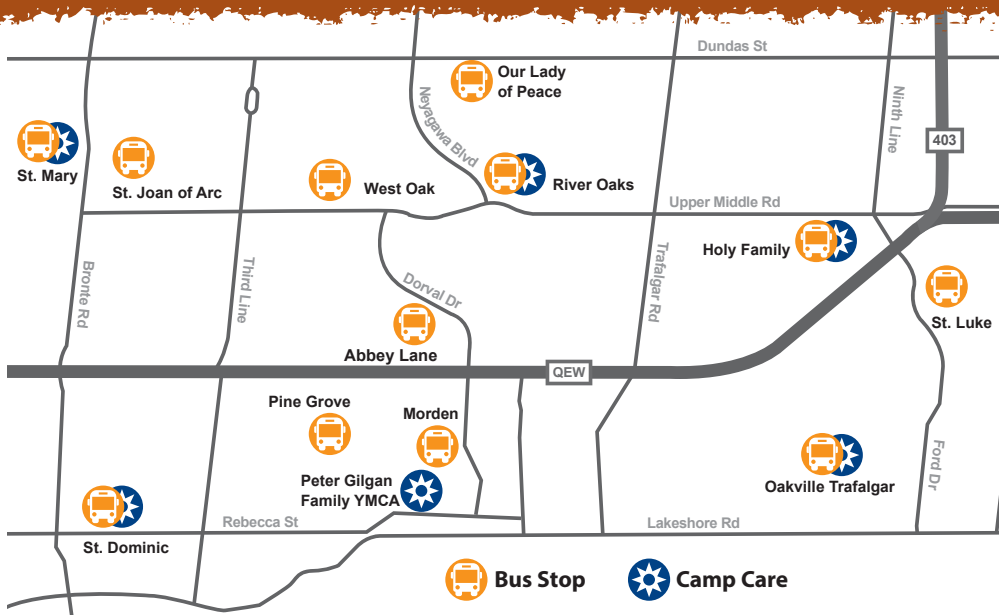 Dundas St
Our Lady
of Peace
Neyagawa Blvd
Ninth Line
403
St. Mary
St. Joan of Arc
West Oak
River Oaks
Upper Middle Rd
Holy Family
Bronte Rd
Third Line
Dorval Dr
Trafalgar Rd
St. Luke
Abbey Lane
QEW
Pine Grove
Morden
Peter Gilgan
Family YMCA
Oakville Trafalgar
Ford Dr
Rebecca St
Lakeshore Rd
St. Dominic
Bus Stop
Camp Care